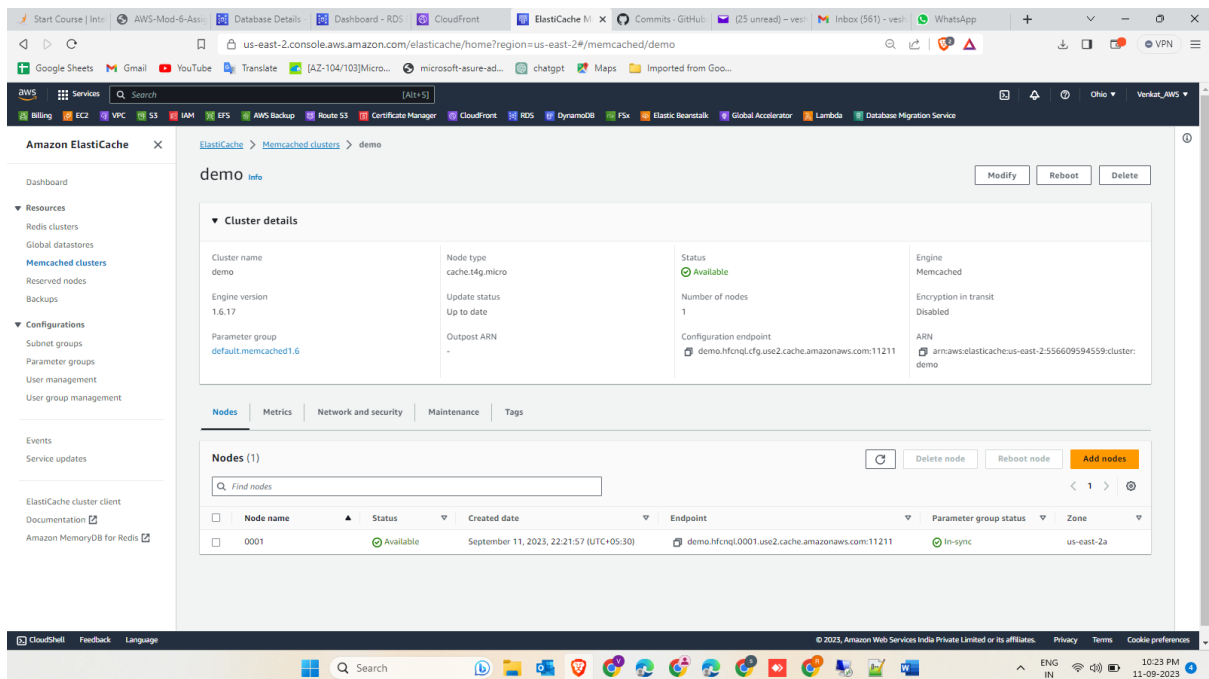 Start Course | Inte
AWS-Mod-6-Assig
Database Details -
Dashboard - RDS
CloudFront
ElastiCache M
Commits · GitHub
(25 unread) – vesh
Inbox (561) - vesh
WhatsApp
us-east-2.console.aws.amazon.com/elasticache/home?region=us-east-2#/memcached/demo
VPN
Google Sheets Gmail YouTube Translate [AZ-104/103]Micro... microsoft-asure-ad... chatgpt Maps Imported from Goo...
aws Services Search [Alt+S] Ohio Venkat_AWS
Billing EC2 VPC S3 IAM EFS AWS Backup Route 53 Certificate Manager CloudFront RDS DynamoDB FSx Elastic Beanstalk Global Accelerator Lambda Database Migration Service
Amazon ElastiCache
Dashboard
Resources
Redis clusters
Global datastores
Memcached clusters
Reserved nodes
Backups
Configurations
Subnet groups
Parameter groups
User management
User group management
Events
Service updates
ElastiCache cluster client
Documentation
Amazon MemoryDB for Redis
ElastiCache > Memcached clusters > demo
demo Info
Modify Reboot Delete
Cluster details
Cluster name
demo
Node type
cache.t4g.micro
Status
Available
Engine
Memcached
Engine version
1.6.17
Update status
Up to date
Number of nodes
1
Encryption in transit
Disabled
Parameter group
default.memcached1.6
Outpost ARN
-
Configuration endpoint
demo.hfcnql.cfg.use2.cache.amazonaws.com:11211
ARN
arn:aws:elasticache:us-east-2:556609594559:cluster:
demo
Nodes Metrics Network and security Maintenance Tags
Nodes (1)
Delete node Reboot node Add nodes
Find nodes
1
Node name Status Created date Endpoint Parameter group status Zone
0001 Available September 11, 2023, 22:21:57 (UTC+05:30) demo.hfcnql.0001.use2.cache.amazonaws.com:11211 In-sync us-east-2a
CloudShell Feedback Language © 2023, Amazon Web Services India Private Limited or its affiliates. Privacy Terms Cookie preferences
Search
ENG
IN
10:23 PM
11-09-2023
4